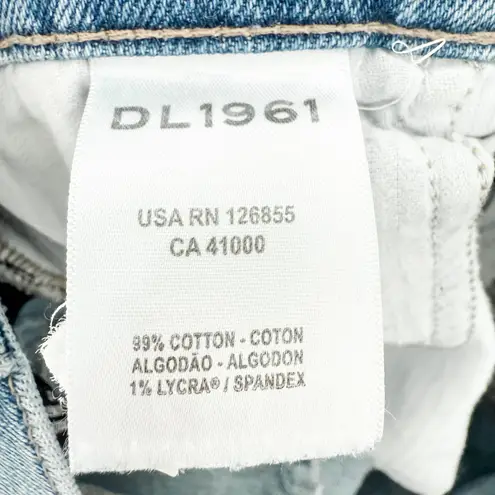 DL1961
USA RN 126855
CA 41000
99% COTTON - COTON
ALGODÃO - ALGODON
1% LYCRA® / SPANDEX